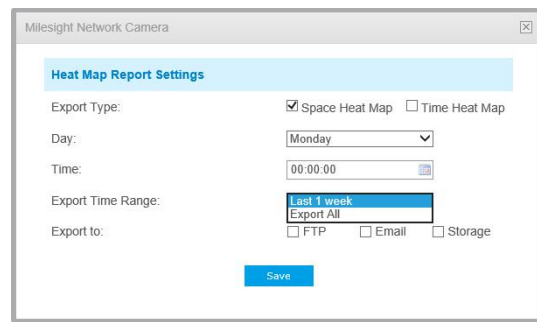 Milesight Network Camera
Heat Map Report Settings
Export Type: Space Heat Map Time Heat Map
Day: Monday
Time: 00:00:00
Export Time Range: Last 1 week
Export All
Export to: FTP Email Storage
Save